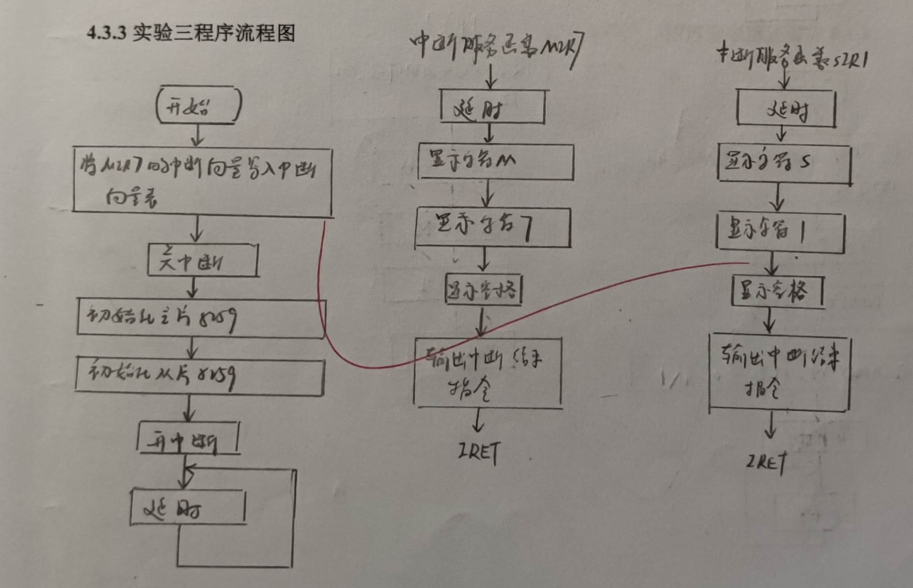 4.3.3 实验三程序流程图
开始
将MIR7的中断向量写入中断
向量表
关中断
初始化主片8259
初始化从片8259
开中断
延时
中断服务函数MIR7
延时
显示字符M
显示字符7
显示空格
输出中断结束
指令
IRET
中断服务函数SIR1
延时
显示字符S
显示字符1
显示空格
输出中断结束
指令
IRET